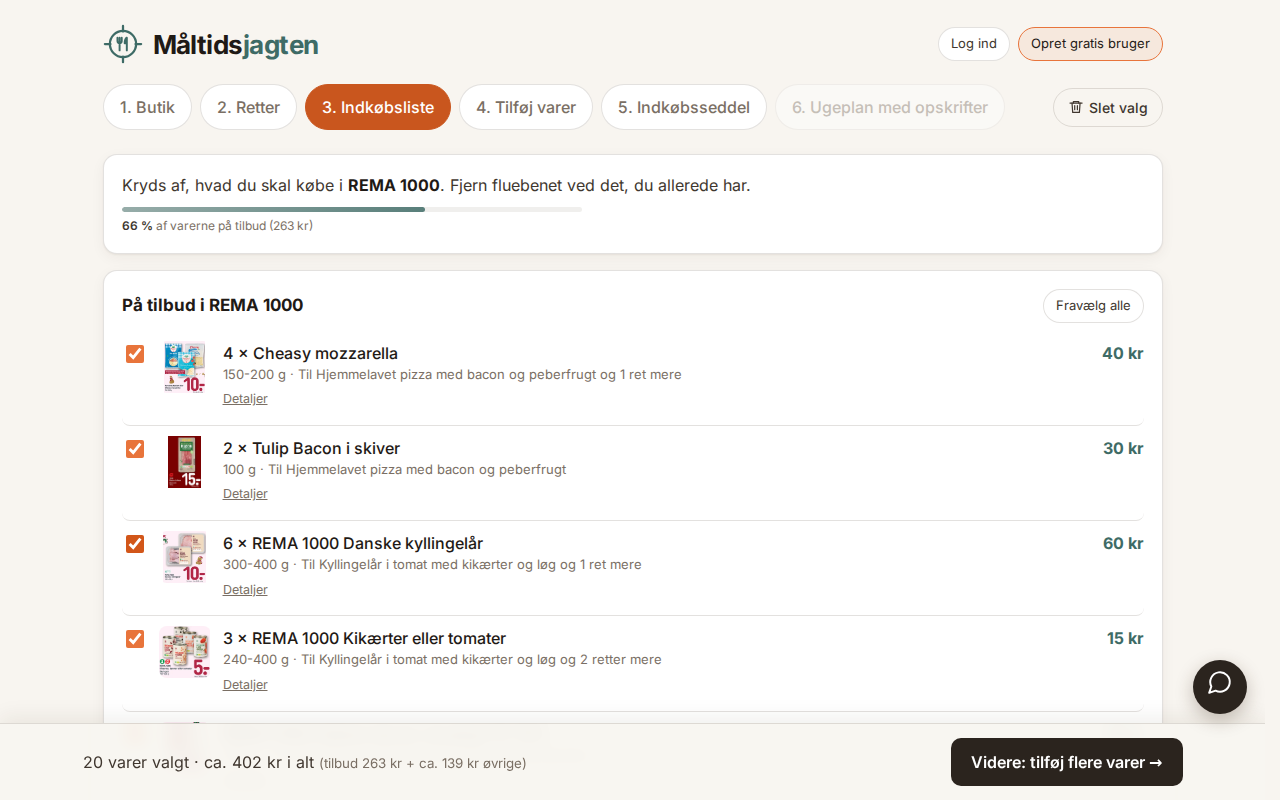 Måltidsjagten
Log ind
Opret gratis bruger
1. Butik
2. Retter
3. Indkøbsliste
4. Tilføj varer
5. Indkøbsseddel
6. Ugeplan med opskrifter
Slet valg
Kryds af, hvad du skal købe i REMA 1000. Fjern fluebenet ved det, du allerede har.
66 % af varerne på tilbud (263 kr)
På tilbud i REMA 1000
Fravælg alle
10.-
4 × Cheasy mozzarella
40 kr
150-200 g · Til Hjemmelavet pizza med bacon og peberfrugt og 1 ret mere
Detaljer
15.-
2 × Tulip Bacon i skiver
30 kr
100 g · Til Hjemmelavet pizza med bacon og peberfrugt
Detaljer
10.-
6 × REMA 1000 Danske kyllingelår
60 kr
300-400 g · Til Kyllingelår i tomat med kikærter og løg og 1 ret mere
Detaljer
5.-
3 × REMA 1000 Kikærter eller tomater
15 kr
240-400 g · Til Kyllingelår i tomat med kikærter og løg og 2 retter mere
Detaljer
20 varer valgt · ca. 402 kr i alt (tilbud 263 kr + ca. 139 kr øvrige)
Videre: tilføj flere varer →